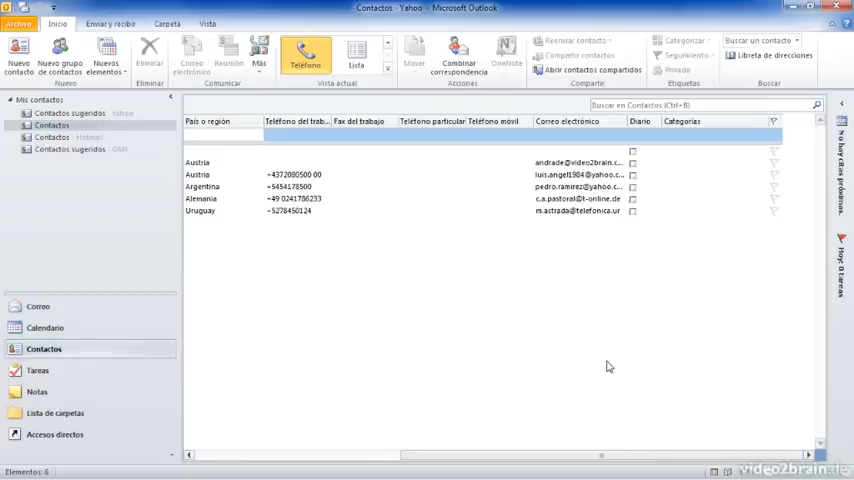 Contactos - Yahoo - Microsoft Outlook
Archivo Inicio Enviar y recibir Carpeta Vista
Nuevo contacto
Nuevo grupo de contactos
Nuevos elementos
Nuevo
Eliminar
Eliminar
Correo electrónico
Reunión
Más
Comunicar
Teléfono
Lista
Vista actual
Mover
Combinar correspondencia
OneNote
Acciones
Reenviar contacto
Compartir contactos
Abrir contactos compartidos
Compartir
Categorizar
Seguimiento
Privado
Etiquetas
Buscar un contacto
Libreta de direcciones
Buscar
Mis contactos
Contactos sugeridos Yahoo
Contactos
Contactos - Hotmail
Contactos sugeridos - GMX
Correo
Calendario
Contactos
Tareas
Notas
Lista de carpetas
Accesos directos
Buscar en Contactos (Ctrl+B)
País o región Teléfono del trab... Fax del trabajo Teléfono particular Teléfono móvil Correo electrónico Diario Categorías
Austria andrade@video2brain.c...
Austria +4372080500 00 luis.angel1984@yahoo.c...
Argentina +5454178500 pedro.ramirez@yahoo.c...
Alemania +49 0241786233 c.a.pastoral@t-online.de
Uruguay +5278450124 m.astrada@telefonica.ur
No hay citas próximas.
Hoy: 0 tareas
Elementos: 6
video2brain.de